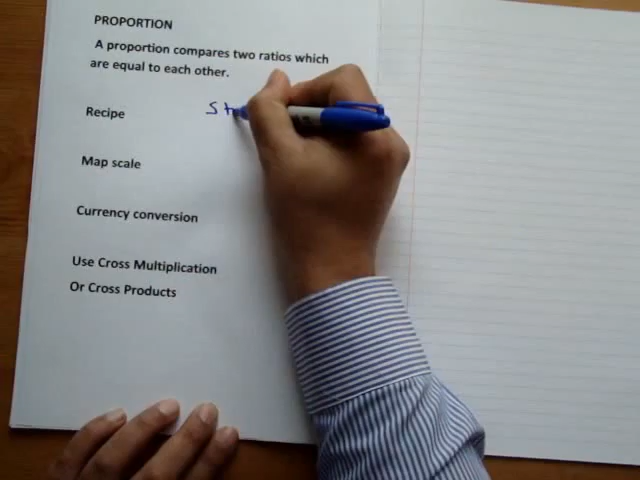 PROPORTION
A proportion compares two ratios which
are equal to each other.
Recipe
Map scale
Currency conversion
Use Cross Multiplication
Or Cross Products